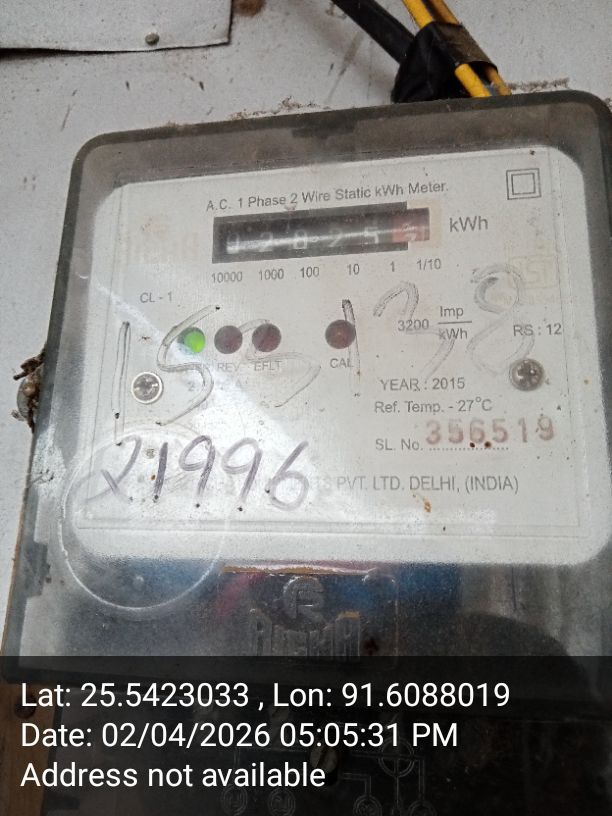 A.C. 1 Phase 2 Wire Static kWh Meter.
kWh
10000 1000 100 10 1 1/10
CL - 1
3200 Imp/kWh
RS : 12
REV EFLT CAL
YEAR : 2015
Ref. Temp. - 27°C
SL. No. 356519
21996
PVT. LTD. DELHI, (INDIA)
Lat: 25.5423033 , Lon: 91.6088019
Date: 02/04/2026 05:05:31 PM
Address not available